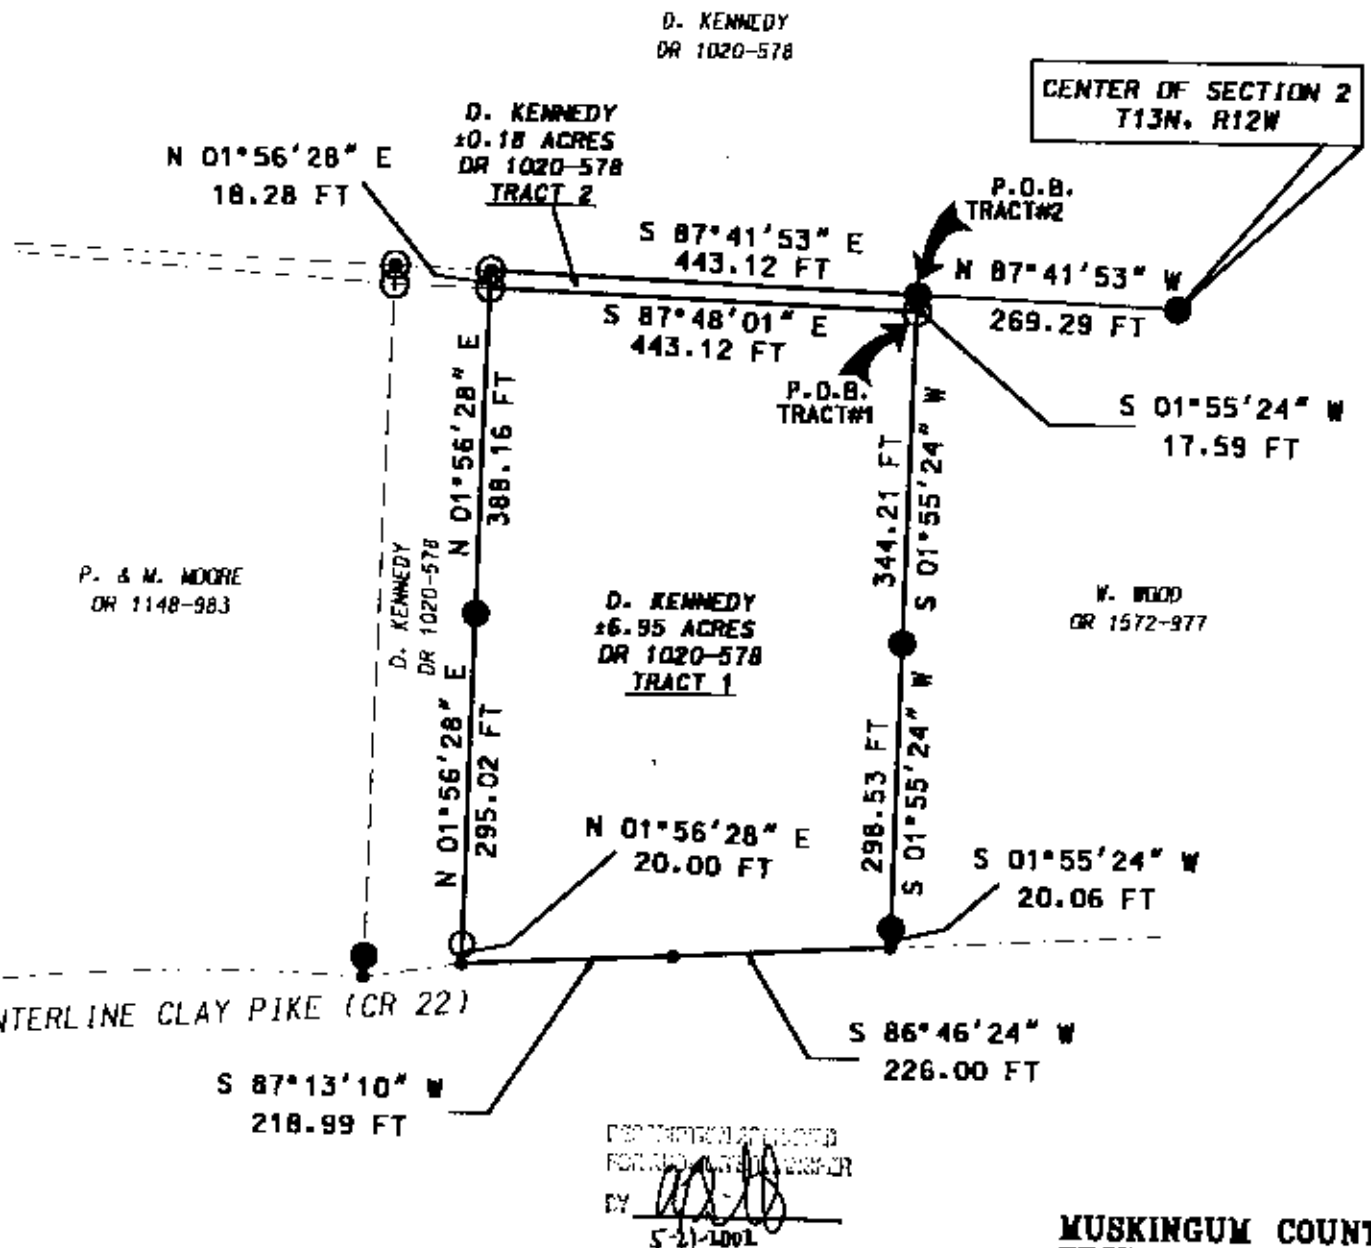 D. KENNEDY
DR 1020-578
CENTER OF SECTION 2
T13N, R12W
D. KENNEDY
±0.18 ACRES
DR 1020-578
TRACT 2
N 01°56'28" E
18.28 FT
P.O.B.
TRACT#2
S 87°41'53" E
443.12 FT
N 87°41'53" W
269.29 FT
S 87°48'01" E
443.12 FT
P.O.B.
TRACT#1
S 01°55'24" W
17.59 FT
N 01°56'28" E
388.16 FT
344.21 FT
S 01°55'24" W
P. & M. MOORE
OR 1148-983
D. KENNEDY
DR 1020-578
D. KENNEDY
±6.95 ACRES
DR 1020-578
TRACT 1
W. WOOD
OR 1572-977
N 01°56'28" E
295.02 FT
298.53 FT
S 01°55'24" W
N 01°56'28" E
20.00 FT
S 01°55'24" W
20.06 FT
NTERLINE CLAY PIKE (CR 22)
S 86°46'24" W
226.00 FT
S 87°13'10" W
218.99 FT
BY
5-21-2002
MUSKINGUM COUNT